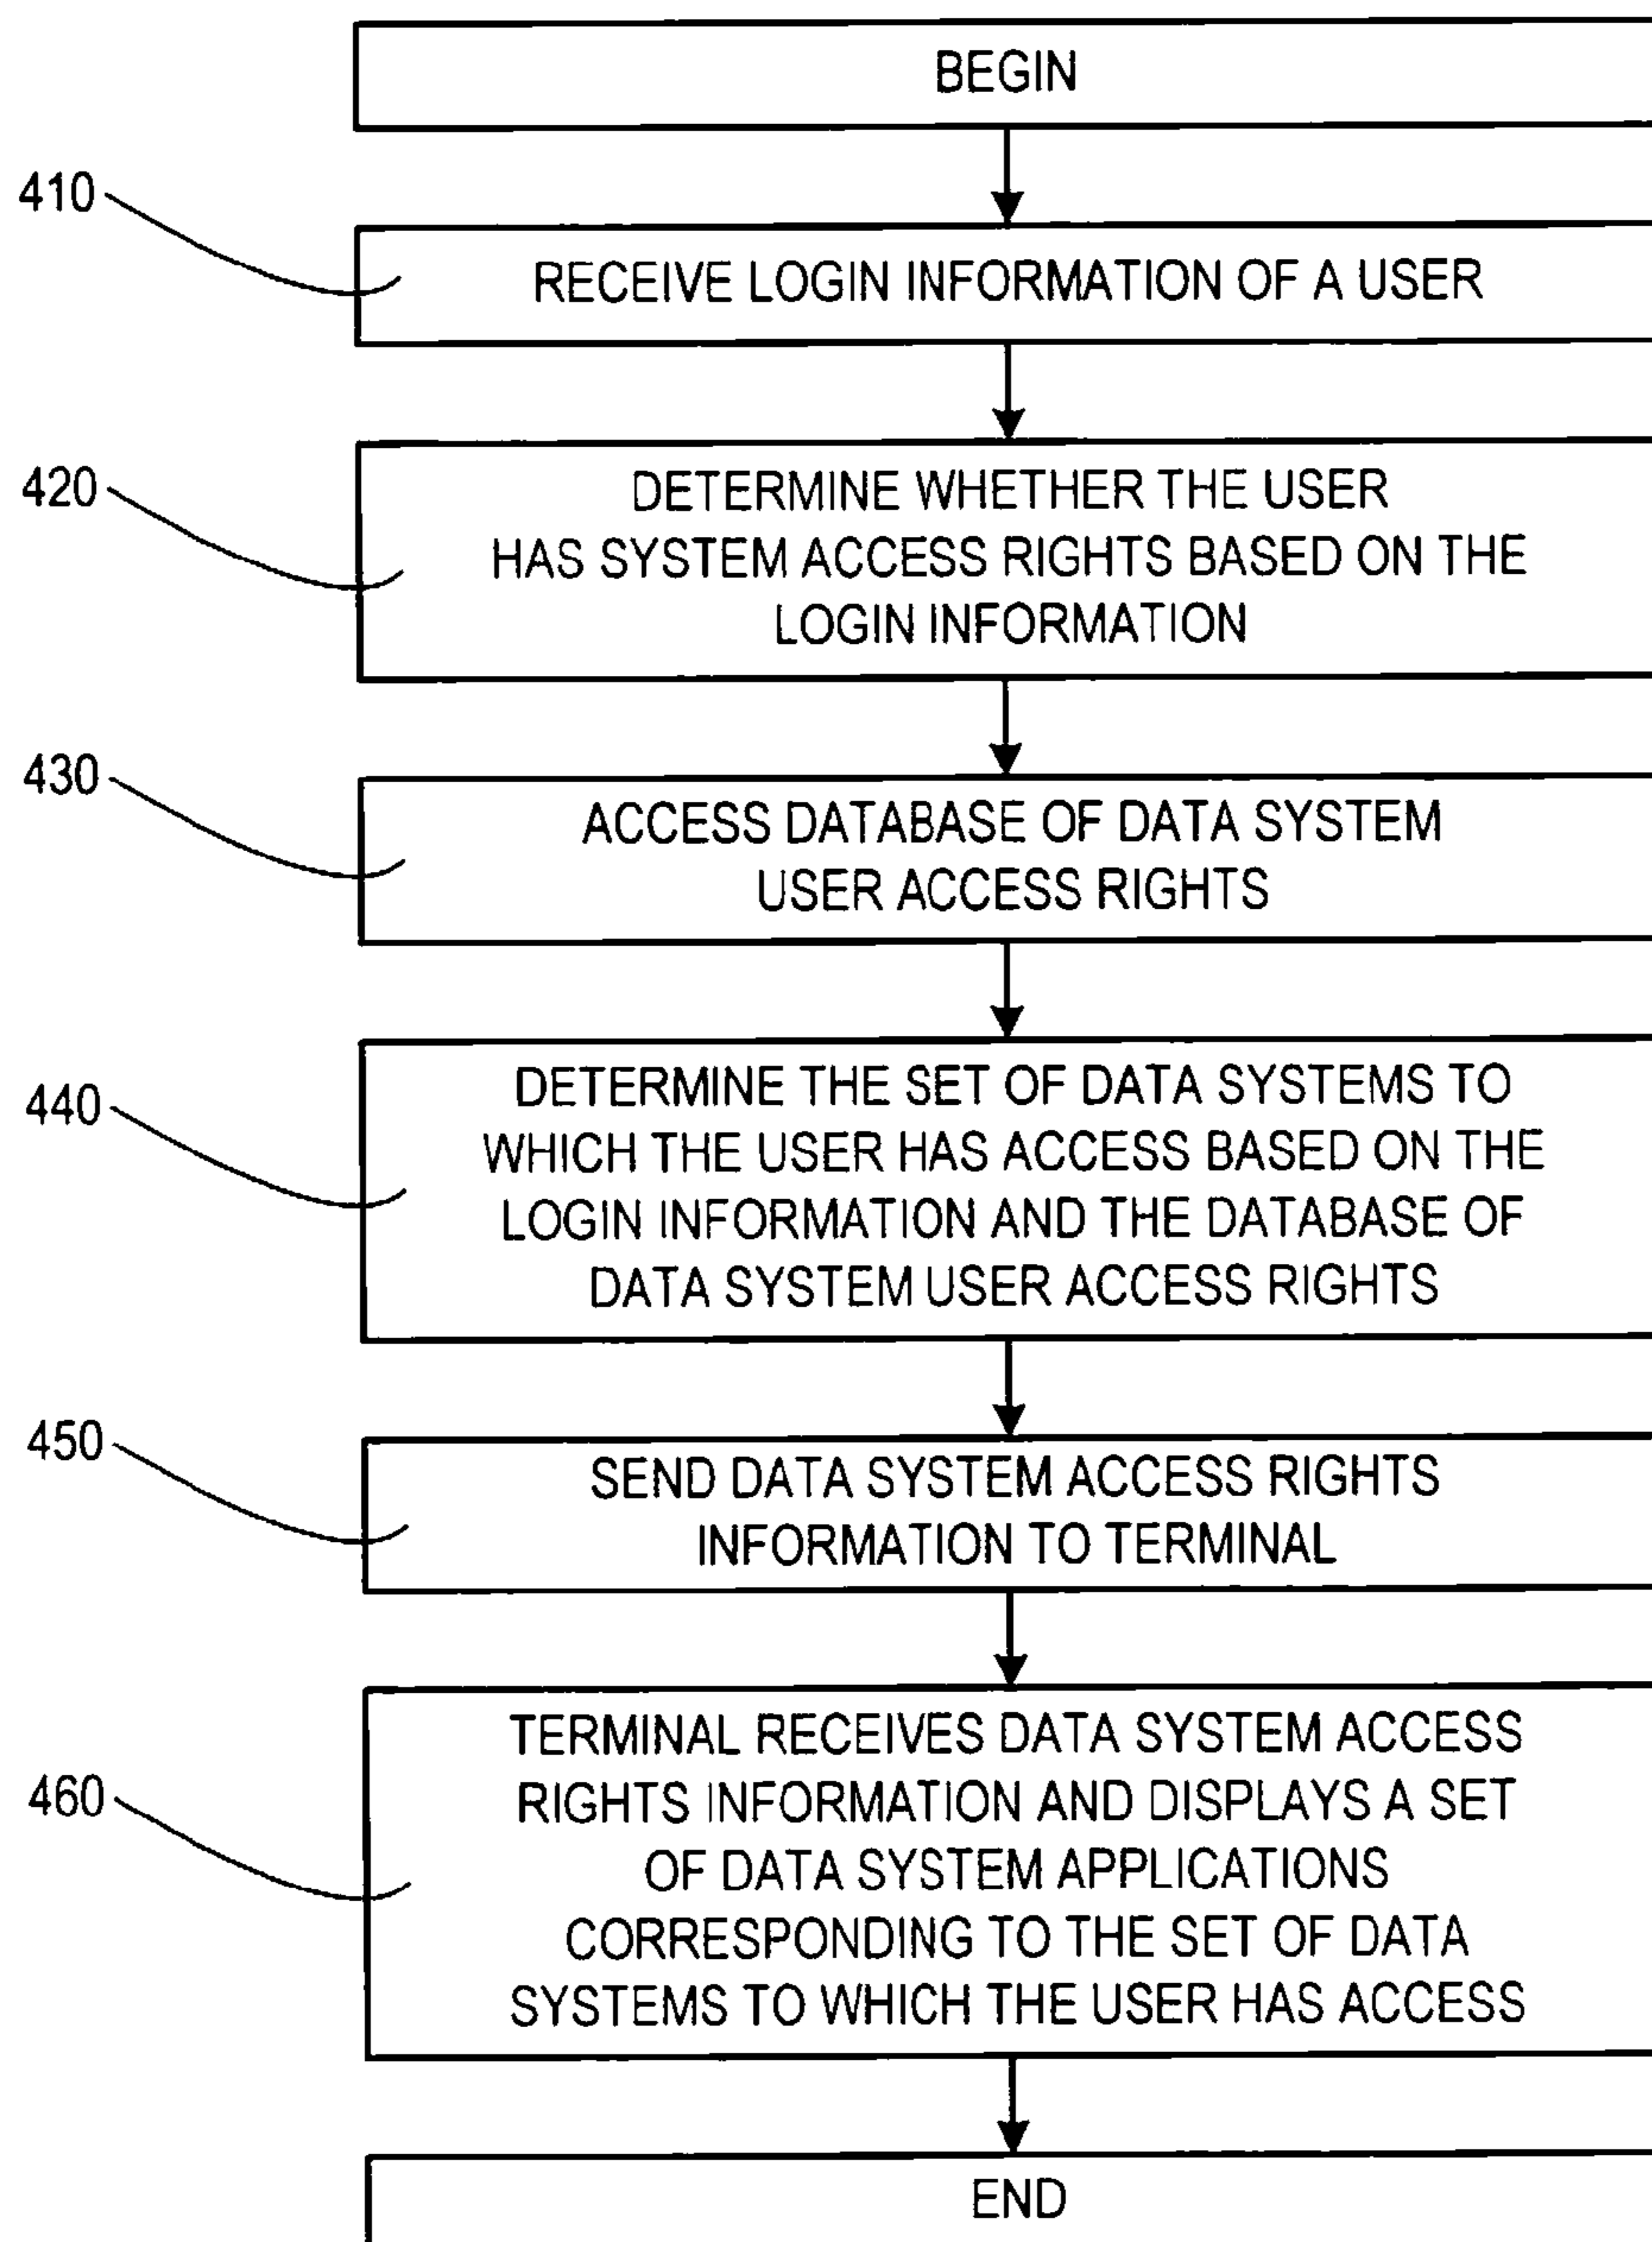 BEGIN
410
RECEIVE LOGIN INFORMATION OF A USER
420
DETERMINE WHETHER THE USER
HAS SYSTEM ACCESS RIGHTS BASED ON THE
LOGIN INFORMATION
430
ACCESS DATABASE OF DATA SYSTEM
USER ACCESS RIGHTS
440
DETERMINE THE SET OF DATA SYSTEMS TO
WHICH THE USER HAS ACCESS BASED ON THE
LOGIN INFORMATION AND THE DATABASE OF
DATA SYSTEM USER ACCESS RIGHTS
450
SEND DATA SYSTEM ACCESS RIGHTS
INFORMATION TO TERMINAL
460
TERMINAL RECEIVES DATA SYSTEM ACCESS
RIGHTS INFORMATION AND DISPLAYS A SET
OF DATA SYSTEM APPLICATIONS
CORRESPONDING TO THE SET OF DATA
SYSTEMS TO WHICH THE USER HAS ACCESS
END